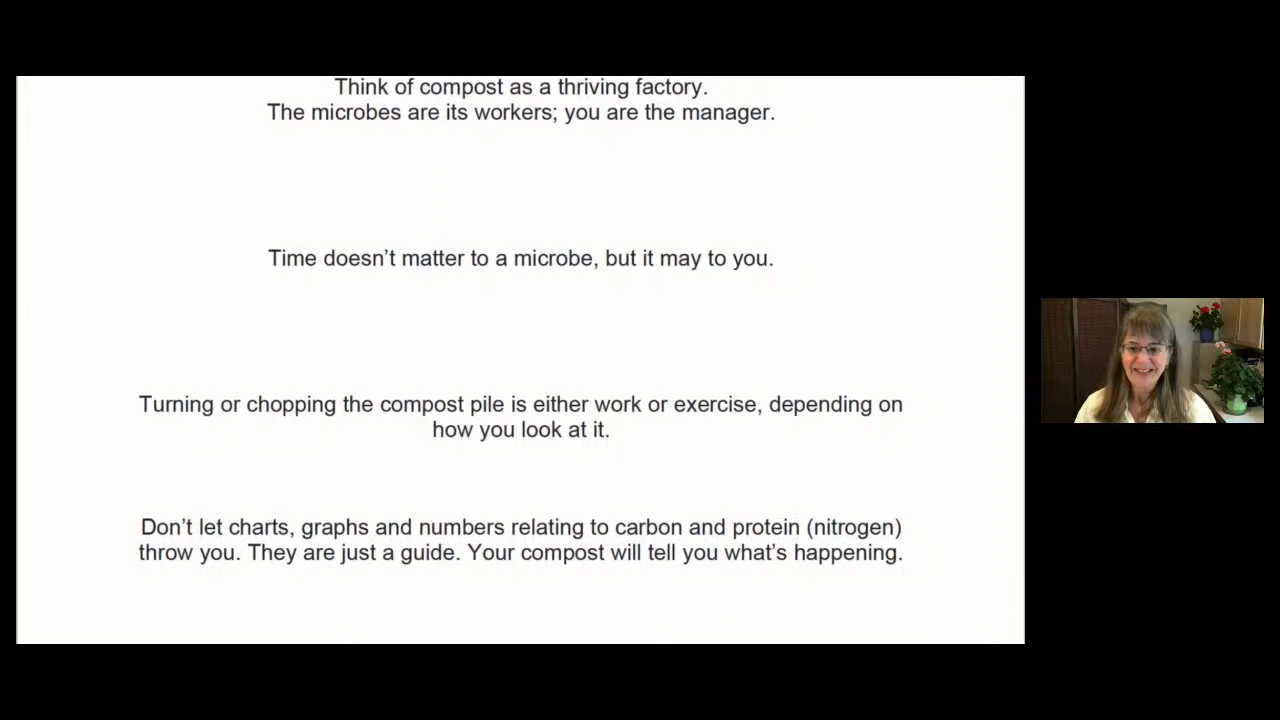 Think of compost as a thriving factory.
The microbes are its workers; you are the manager.
Time doesn’t matter to a microbe, but it may to you.
Turning or chopping the compost pile is either work or exercise, depending on
how you look at it.
Don’t let charts, graphs and numbers relating to carbon and protein (nitrogen)
throw you. They are just a guide. Your compost will tell you what’s happening.